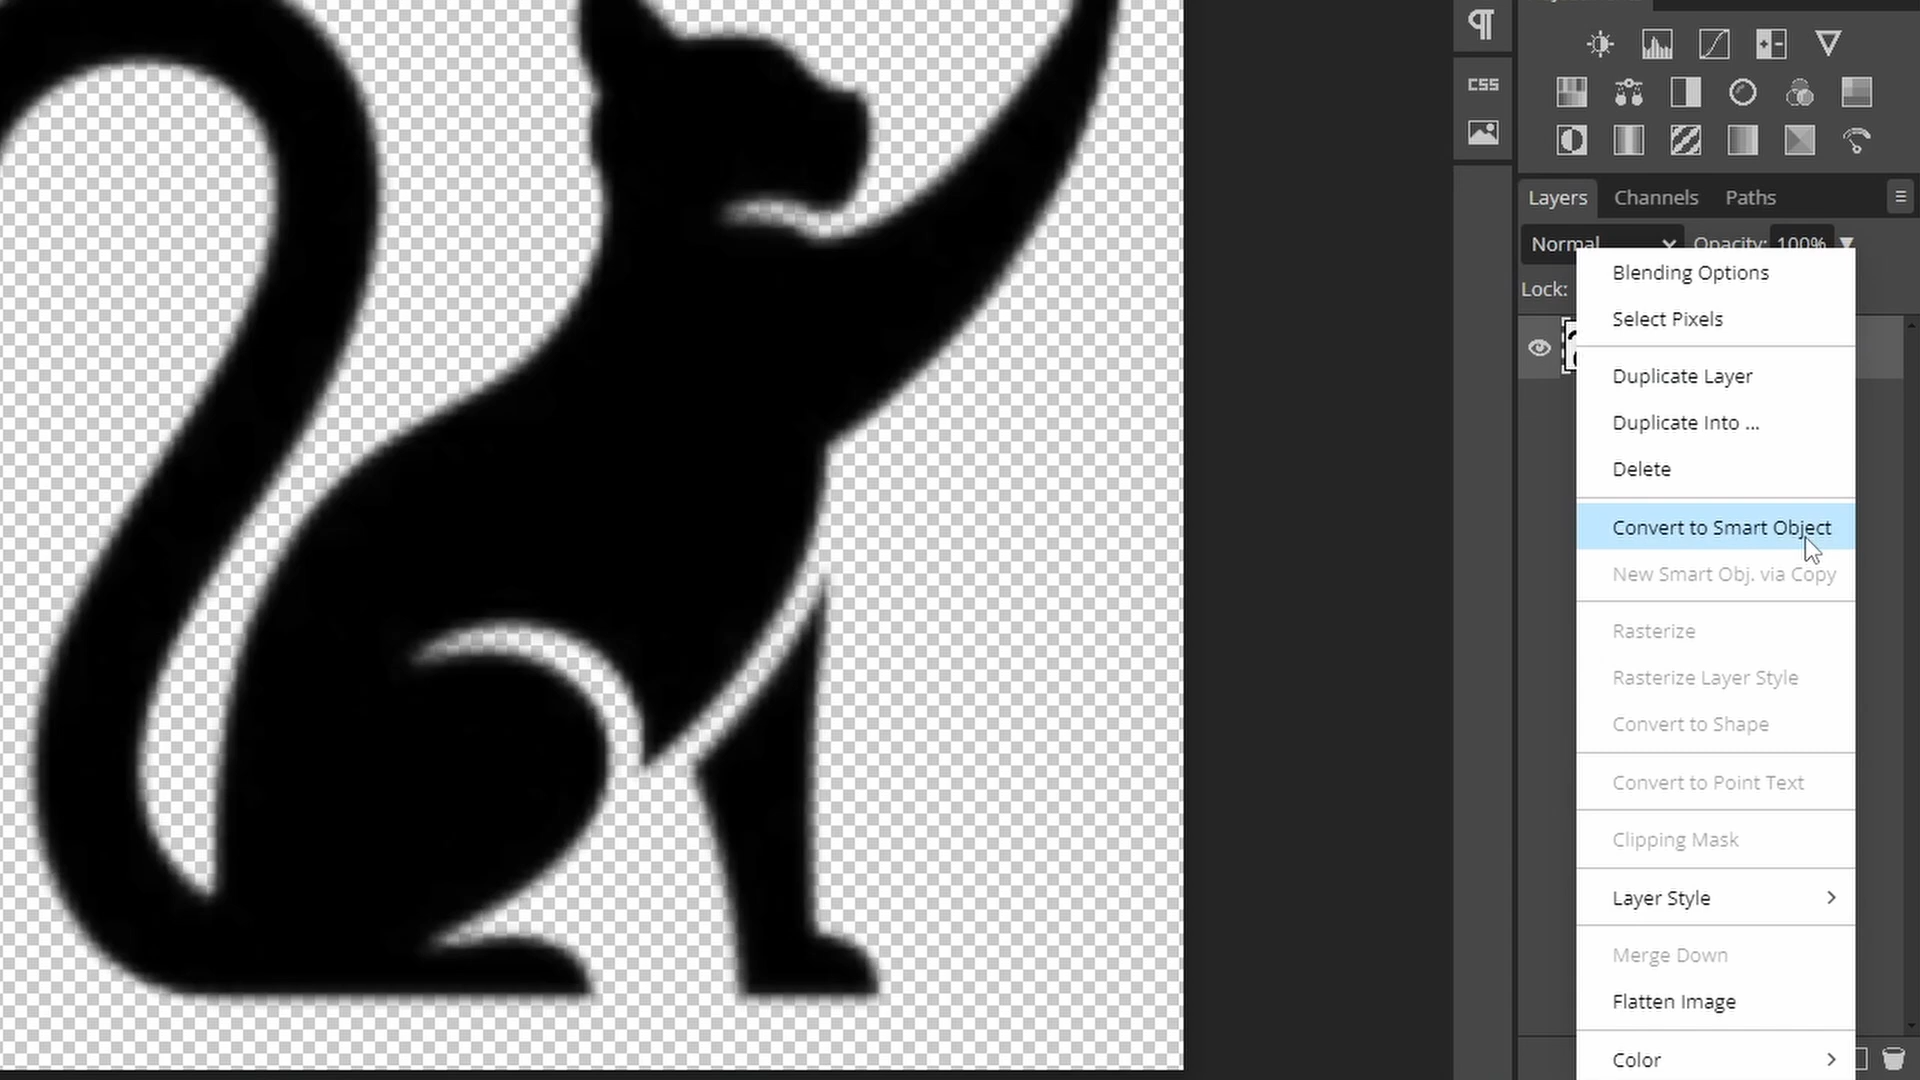 CSS
Layers Channels Paths
Normal Opacity: 100%
Lock:
Blending Options
Select Pixels
Duplicate Layer
Duplicate Into ...
Delete
Convert to Smart Object
New Smart Obj. via Copy
Rasterize
Rasterize Layer Style
Convert to Shape
Convert to Point Text
Clipping Mask
Layer Style
Merge Down
Flatten Image
Color